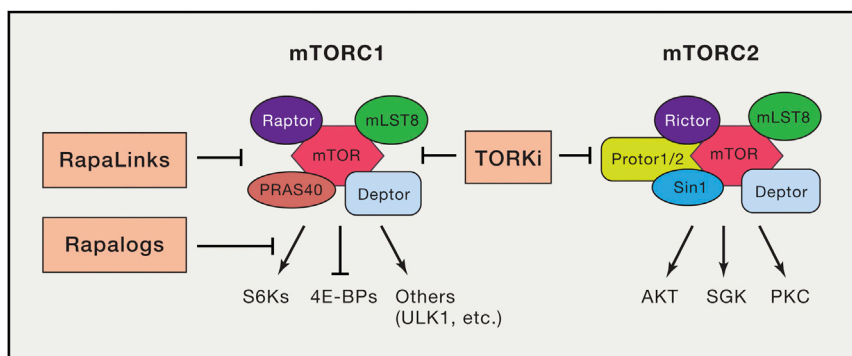 mTORC1
mTORC2
Raptor
mLST8
mTOR
PRAS40
Deptor
RapaLinks
Rapalogs
TORKi
S6Ks
4E-BPs
Others
(ULK1, etc.)
Rictor
mLST8
Protor1/2
mTOR
Sin1
Deptor
AKT
SGK
PKC